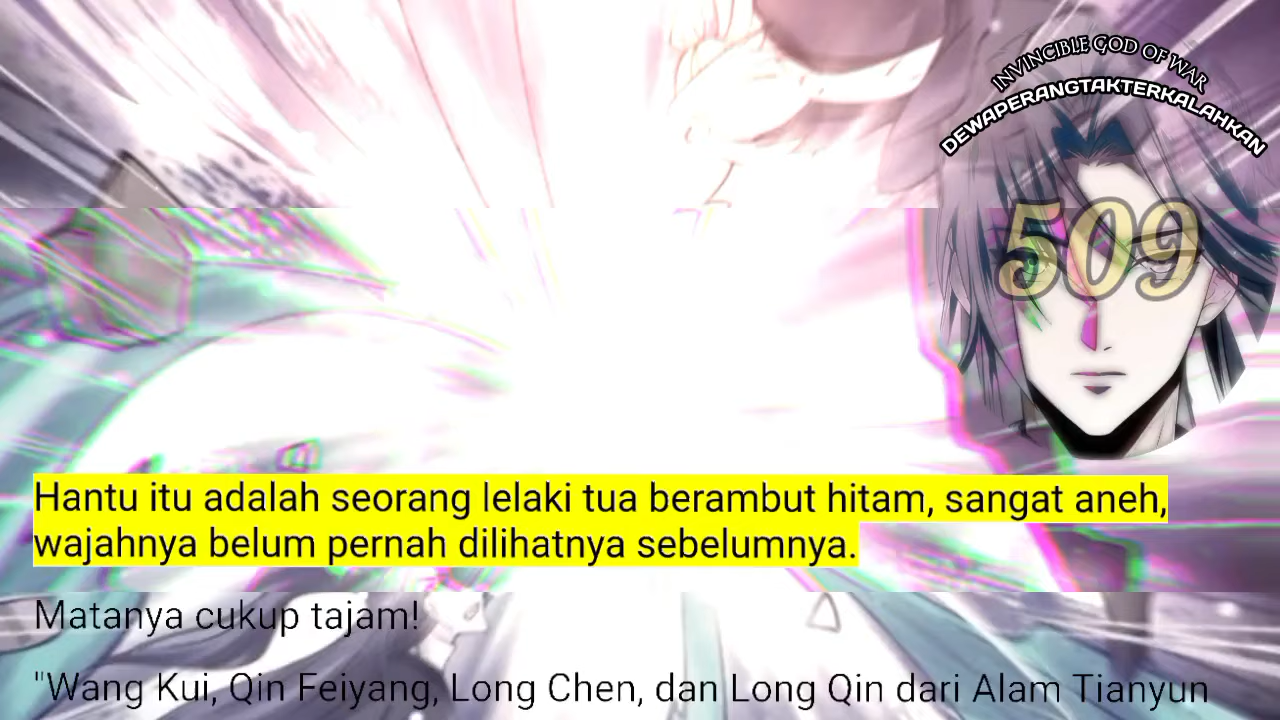 INVINCIBLE GOD OF WAR
DEWAPERANGTAKTERKALAHKAN
509
Hantu itu adalah seorang lelaki tua berambut hitam, sangat aneh,
wajahnya belum pernah dilihatnya sebelumnya.
Matanya cukup tajam!
"Wang Kui, Qin Feiyang, Long Chen, dan Long Qin dari Alam Tianyun